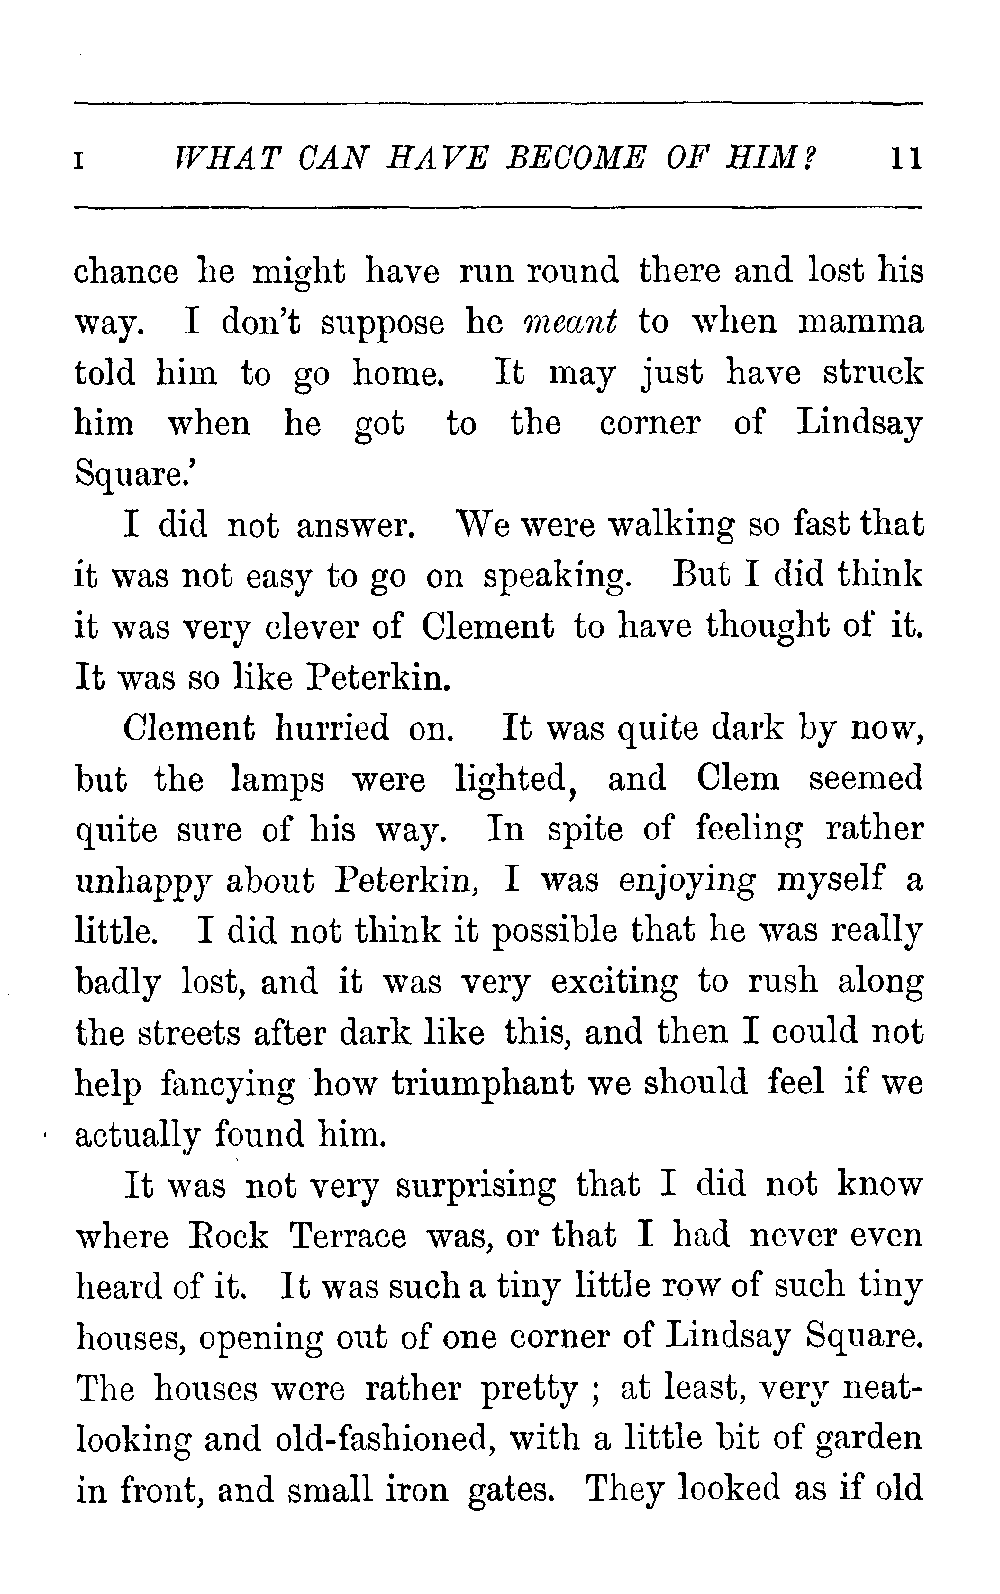 I WHAT CAN HAVE BECOME OF HIM? 11
chance he might have run round there and lost his
way. I don't suppose he meant to when mamma
told him to go home. It may just have struck
him when he got to the corner of Lindsay
Square.'
I did not answer. We were walking so fast that
it was not easy to go on speaking. But I did think
it was very clever of Clement to have thought of it.
It was so like Peterkin.
Clement hurried on. It was quite dark by now,
but the lamps were lighted, and Clem seemed
quite sure of his way. In spite of feeling rather
unhappy about Peterkin, I was enjoying myself a
little. I did not think it possible that he was really
badly lost, and it was very exciting to rush along
the streets after dark like this, and then I could not
help fancying how triumphant we should feel if we
actually found him.
It was not very surprising that I did not know
where Rock Terrace was, or that I had never even
heard of it. It was such a tiny little row of such tiny
houses, opening out of one corner of Lindsay Square.
The houses were rather pretty ; at least, very neat-
looking and old-fashioned, with a little bit of garden
in front, and small iron gates. They looked as if old